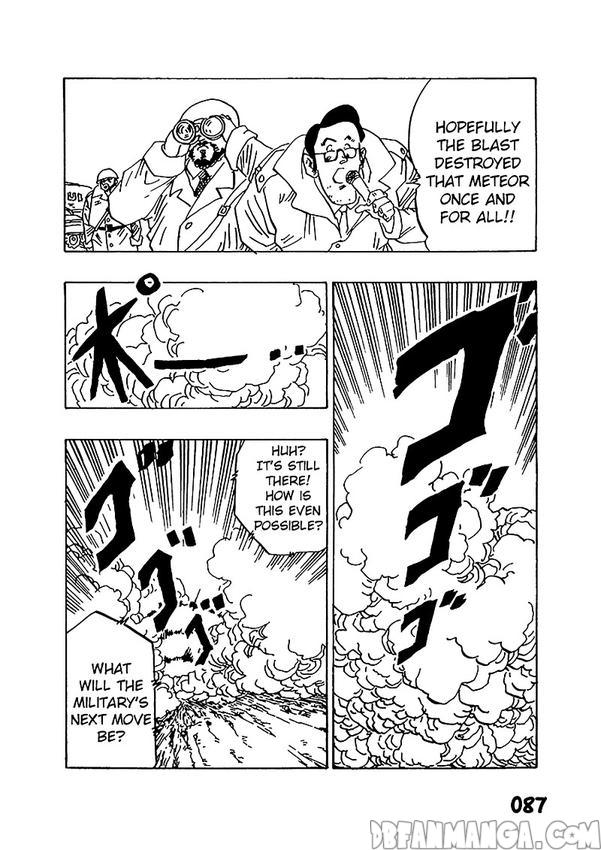 HOPEFULLY
THE BLAST
DESTROYED
THAT METEOR
ONCE AND
FOR ALL!!
ゴゴゴ
ポー…
HUH?
IT'S STILL
THERE!
HOW IS
THIS EVEN
POSSIBLE?
ゴゴゴ
WHAT
WILL THE
MILITARY'S
NEXT MOVE
BE?
087
DBFANMANGA.COM